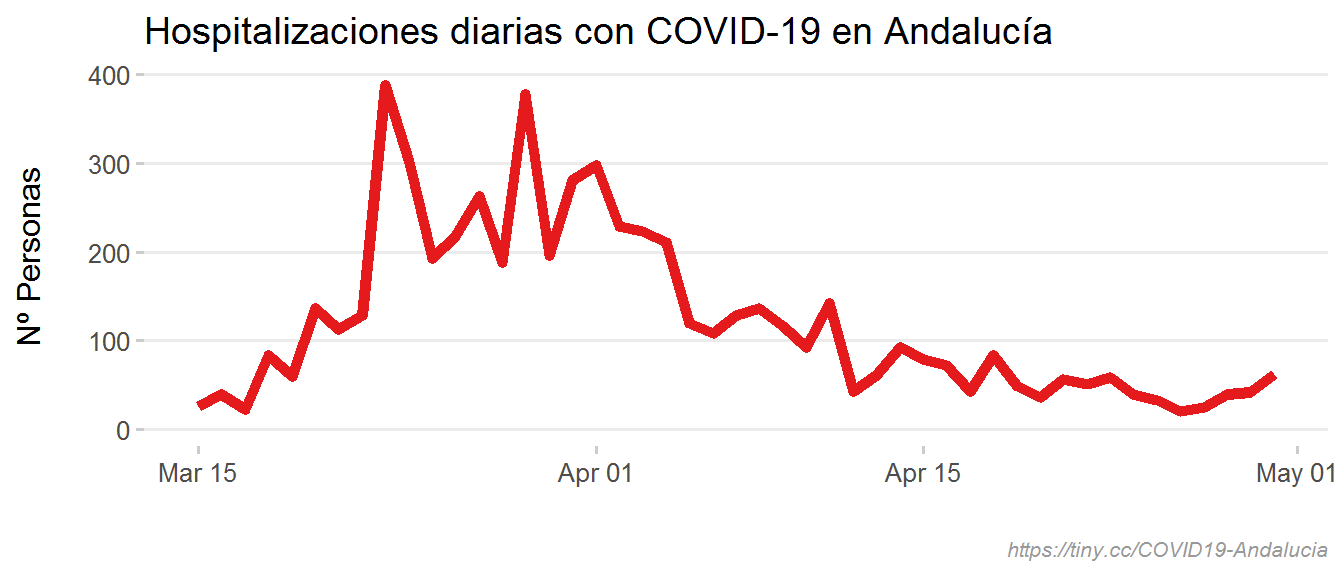 Hospitalizaciones diarias con COVID-19 en Andalucía
Nº Personas
400
300
200
100
0
Mar 15
Apr 01
Apr 15
May 01
https://tiny.cc/COVID19-Andalucia